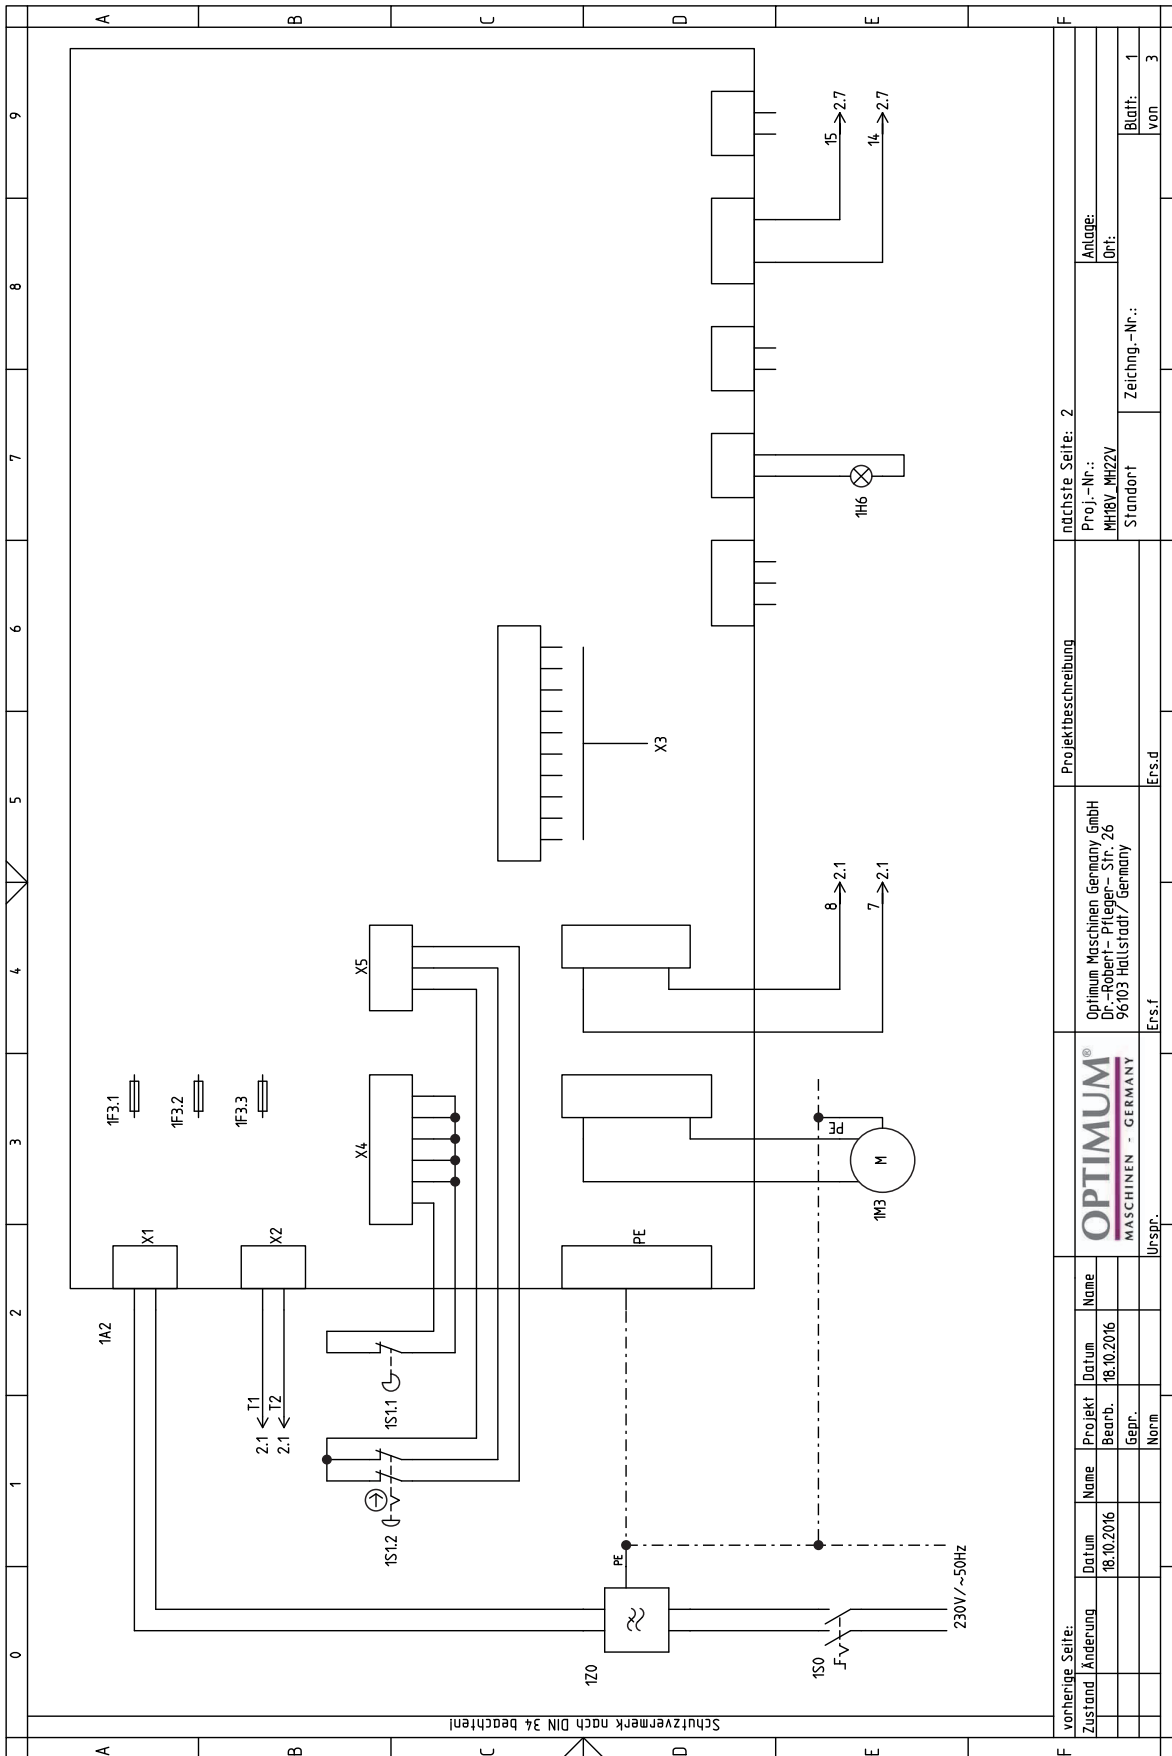 0
1
2
3
4
5
6
7
8
9
A
A
B
B
C
C
D
D
E
E
F
F
Schutzvermerk nach DIN 34 beachten!
1A2
X1
X2
1F3.1
1F3.2
1F3.3
2.1
T1
2.1
T2
X4
X5
1S1.1
1S1.2
X3
PE
PE
1Z0
1S0
230V/~50Hz
PE
M
1M3
8
2.1
7
2.1
1H6
15
2.7
14
2.7
vorherige Seite:
Zustand
Änderung
Datum
Name
18.10.2016
Projekt
Datum
Name
Bearb.
18.10.2016
Gepr.
Norm
OPTIMUM®
MASCHINEN - GERMANY
Urspr.
Optimum Maschinen Germany GmbH
Dr.-Robert- Pfleger- Str. 26
96103 Hallstadt/ Germany
Ers.f
Ers.d
Projektbeschreibung
nächste Seite: 2
Proj.-Nr.:
MH18V_MH22V
Standort
Zeichng.-Nr.:
Anlage:
Ort:
Blatt: 1
von 3